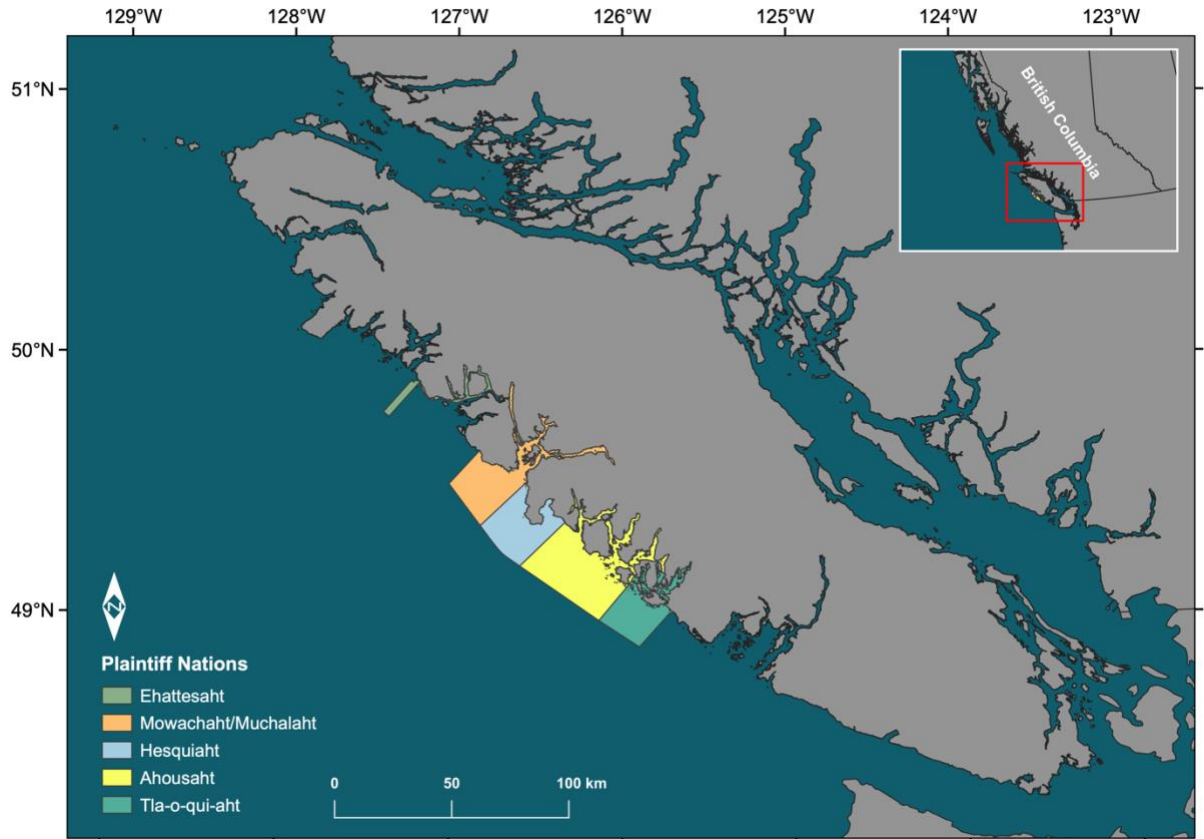 129°W 128°W 127°W 126°W 125°W 124°W 123°W
51°N
50°N
49°N
British Columbia
N
Plaintiff Nations
Ehattesaht
Mowachaht/Muchalaht
Hesquiaht
Ahousaht
Tla-o-qui-aht
0 50 100 km